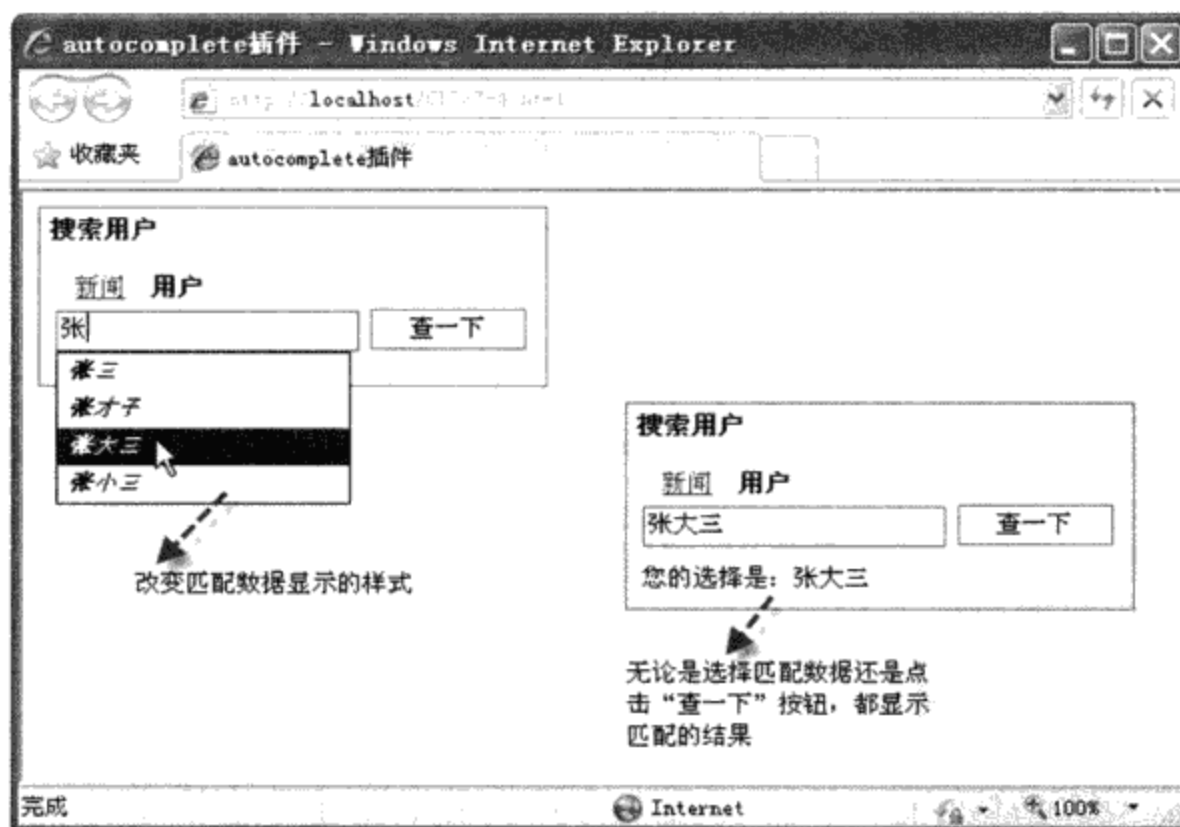 autocomplete插件 - Windows Internet Explorer
localhost
收藏夹
autocomplete插件
搜索用户
新闻 用户
张
查一下
张三
张才子
张大三
张小三
改变匹配数据显示的样式
搜索用户
新闻 用户
张大三
查一下
您的选择是：张大三
无论是选择匹配数据还是点
击“查一下”按钮，都显示
匹配的结果
完成
Internet
100%